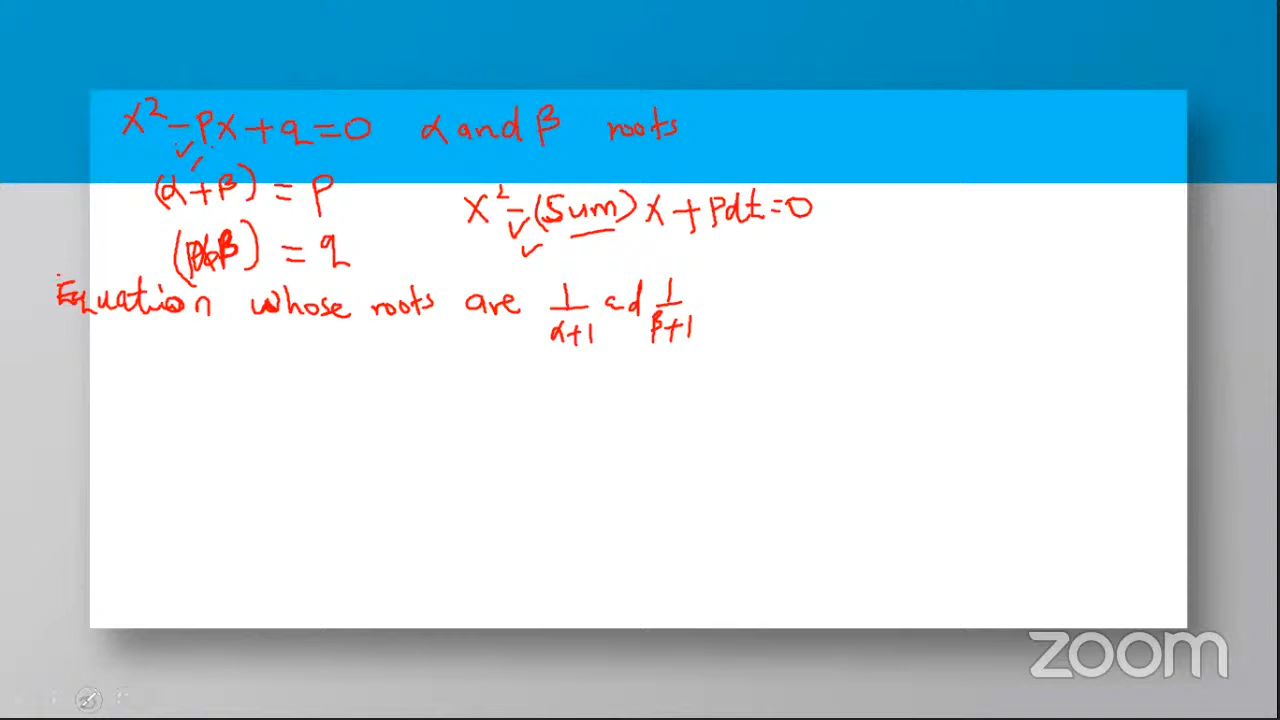 x² - px + q = 0 α and β roots
(α + β) = p
x² - (Sum) x + pdt = 0
(αβ) = q
Equation whose roots are 1/(α+1) ad 1/(β+1)
zoom